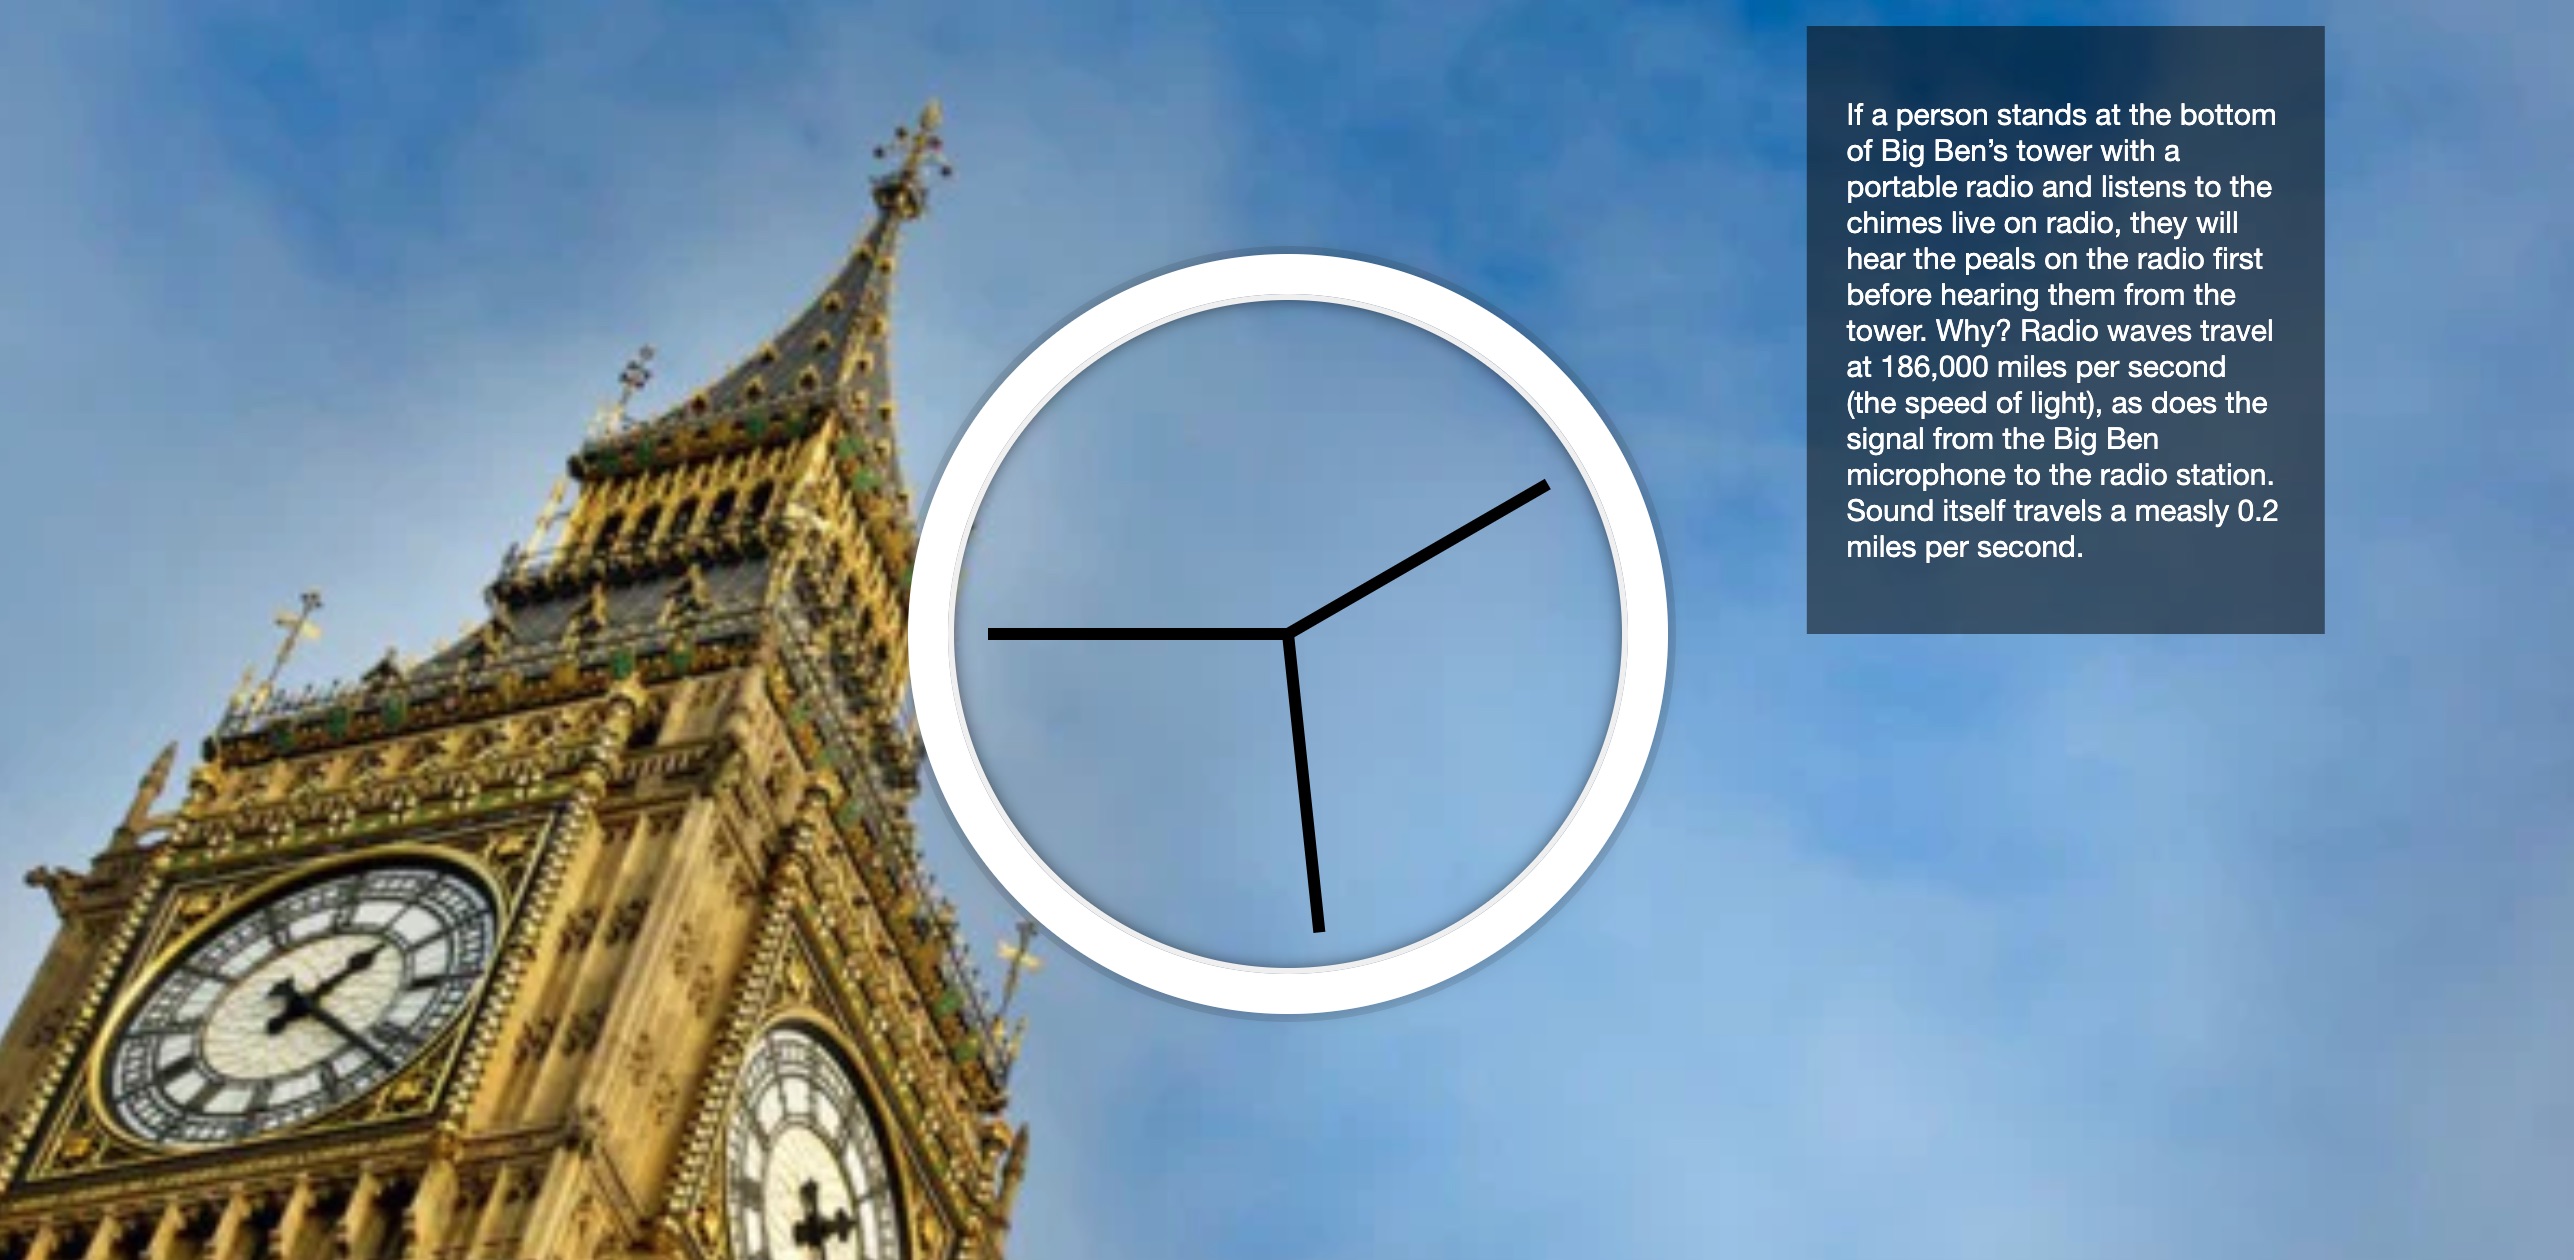 If a person stands at the bottom
of Big Ben’s tower with a
portable radio and listens to the
chimes live on radio, they will
hear the peals on the radio first
before hearing them from the
tower. Why? Radio waves travel
at 186,000 miles per second
(the speed of light), as does the
signal from the Big Ben
microphone to the radio station.
Sound itself travels a measly 0.2
miles per second.